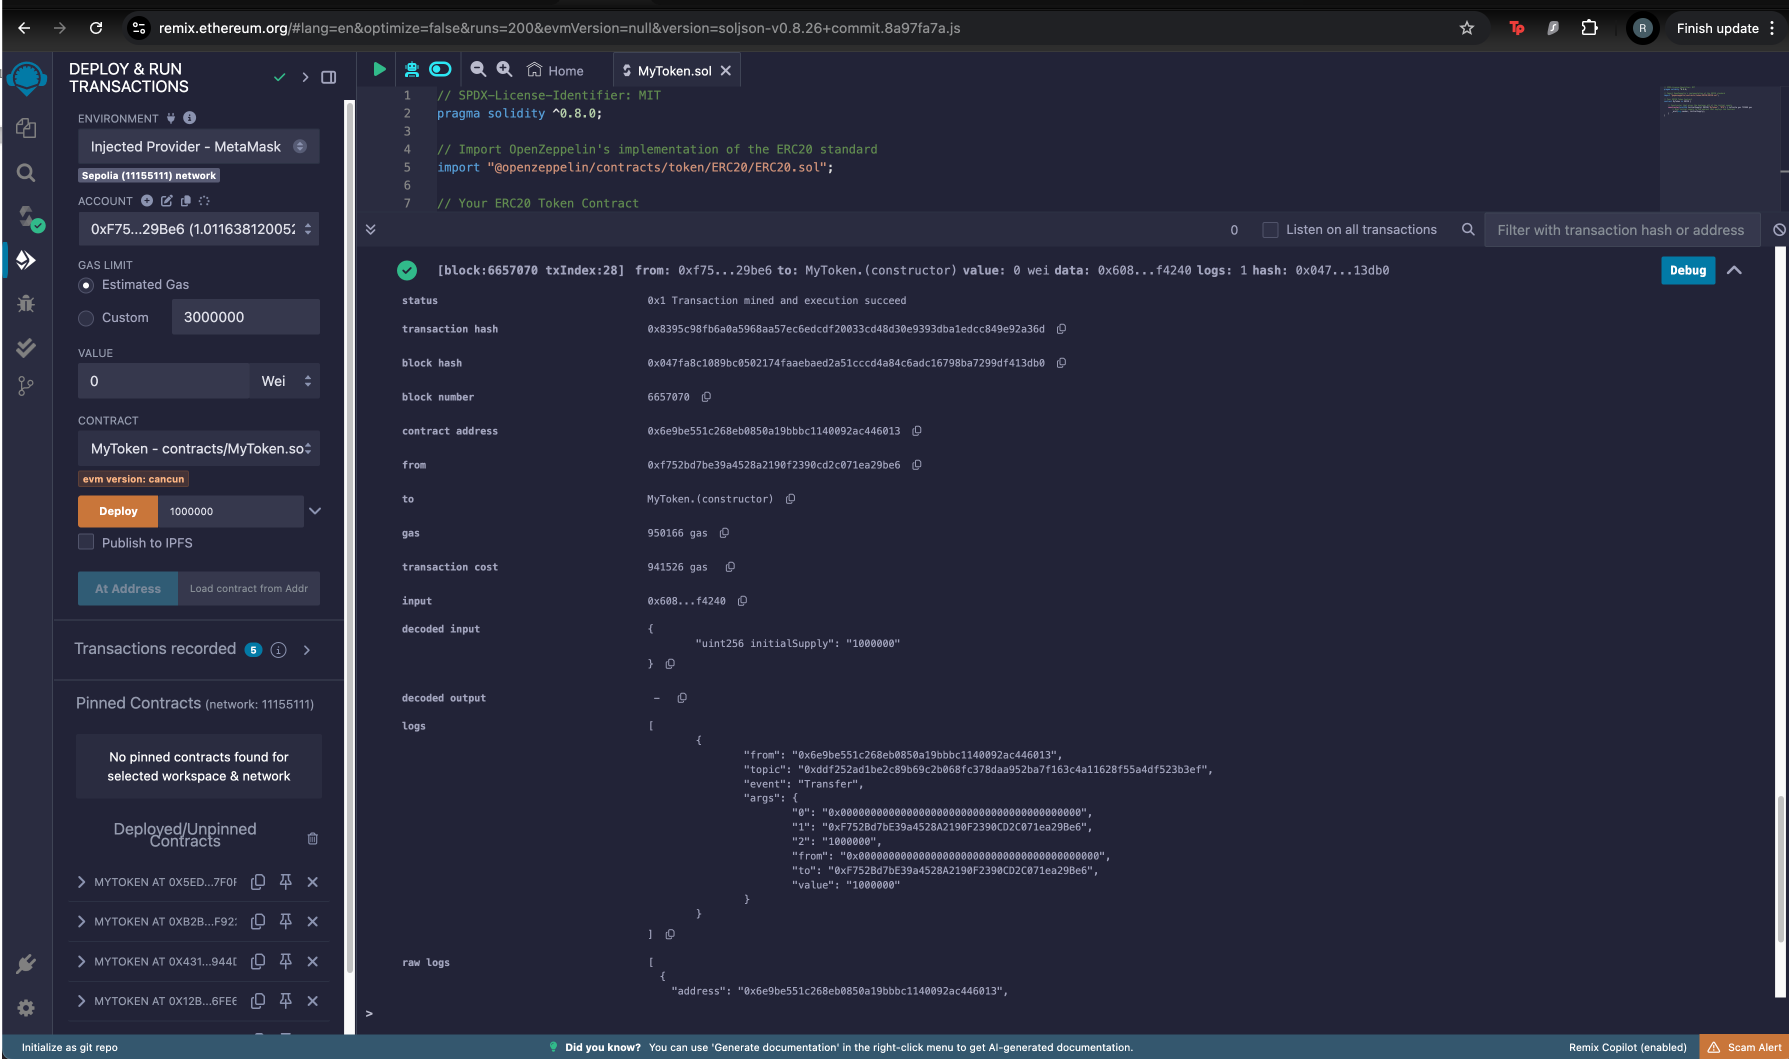 remix.ethereum.org/#lang=en&optimize=false&runs=200&evmVersion=null&version=soljson-v0.8.26+commit.8a97fa7a.js
Tp
R
Finish update
DEPLOY & RUN
TRANSACTIONS
ENVIRONMENT
Injected Provider - MetaMask
Sepolia (11155111) network
ACCOUNT
0xF75...29Be6 (1.011638120052
GAS LIMIT
Estimated Gas
Custom
3000000
VALUE
0
Wei
CONTRACT
MyToken - contracts/MyToken.so
evm version: cancun
Deploy
1000000
Publish to IPFS
At Address
Load contract from Addr
Transactions recorded 5
Pinned Contracts (network: 11155111)
No pinned contracts found for
selected workspace & network
Deployed/Unpinned
Contracts
MYTOKEN AT 0X5ED...7F0F
MYTOKEN AT 0XB2B...F92
MYTOKEN AT 0X431...944
MYTOKEN AT 0X12B...6FE
Home
MyToken.sol
1 // SPDX-License-Identifier: MIT
2 pragma solidity ^0.8.0;
3
4 // Import OpenZeppelin's implementation of the ERC20 standard
5 import "@openzeppelin/contracts/token/ERC20/ERC20.sol";
6
7 // Your ERC20 Token Contract
0
Listen on all transactions
Filter with transaction hash or address
[block:6657070 txIndex:28] from: 0xf75...29be6 to: MyToken.(constructor) value: 0 wei data: 0x608...f4240 logs: 1 hash: 0x047...13db0
Debug
status 0x1 Transaction mined and execution succeed
transaction hash 0x8395c98fb6a0a5968aa57ec6edcdf20033cd48d30e9393dba1edcc849e92a36d
block hash 0x047fa8c1089bc0502174faaebaed2a51cccd4a84c6adc16798ba7299df413db0
block number 6657070
contract address 0x6e9be551c268eb0850a19bbbc1140092ac446013
from 0xf752bd7be39a4528a2190f2390cd2c071ea29be6
to MyToken.(constructor)
gas 950166 gas
transaction cost 941526 gas
input 0x608...f4240
decoded input {
"uint256 initialSupply": "1000000"
}
decoded output -
logs [
{
"from": "0x6e9be551c268eb0850a19bbbc1140092ac446013",
"topic": "0xddf252ad1be2c89b69c2b068fc378daa952ba7f163c4a11628f55a4df523b3ef",
"event": "Transfer",
"args": {
"0": "0x0000000000000000000000000000000000000000",
"1": "0xF752Bd7bE39a4528A2190F2390CD2C071ea29Be6",
"2": "1000000",
"from": "0x0000000000000000000000000000000000000000",
"to": "0xF752Bd7bE39a4528A2190F2390CD2C071ea29Be6",
"value": "1000000"
}
}
]
raw logs [
{
"address": "0x6e9be551c268eb0850a19bbbc1140092ac446013",
>
Initialize as git repo
Did you know? You can use 'Generate documentation' in the right-click menu to get AI-generated documentation.
Remix Copilot (enabled)
Scam Alert